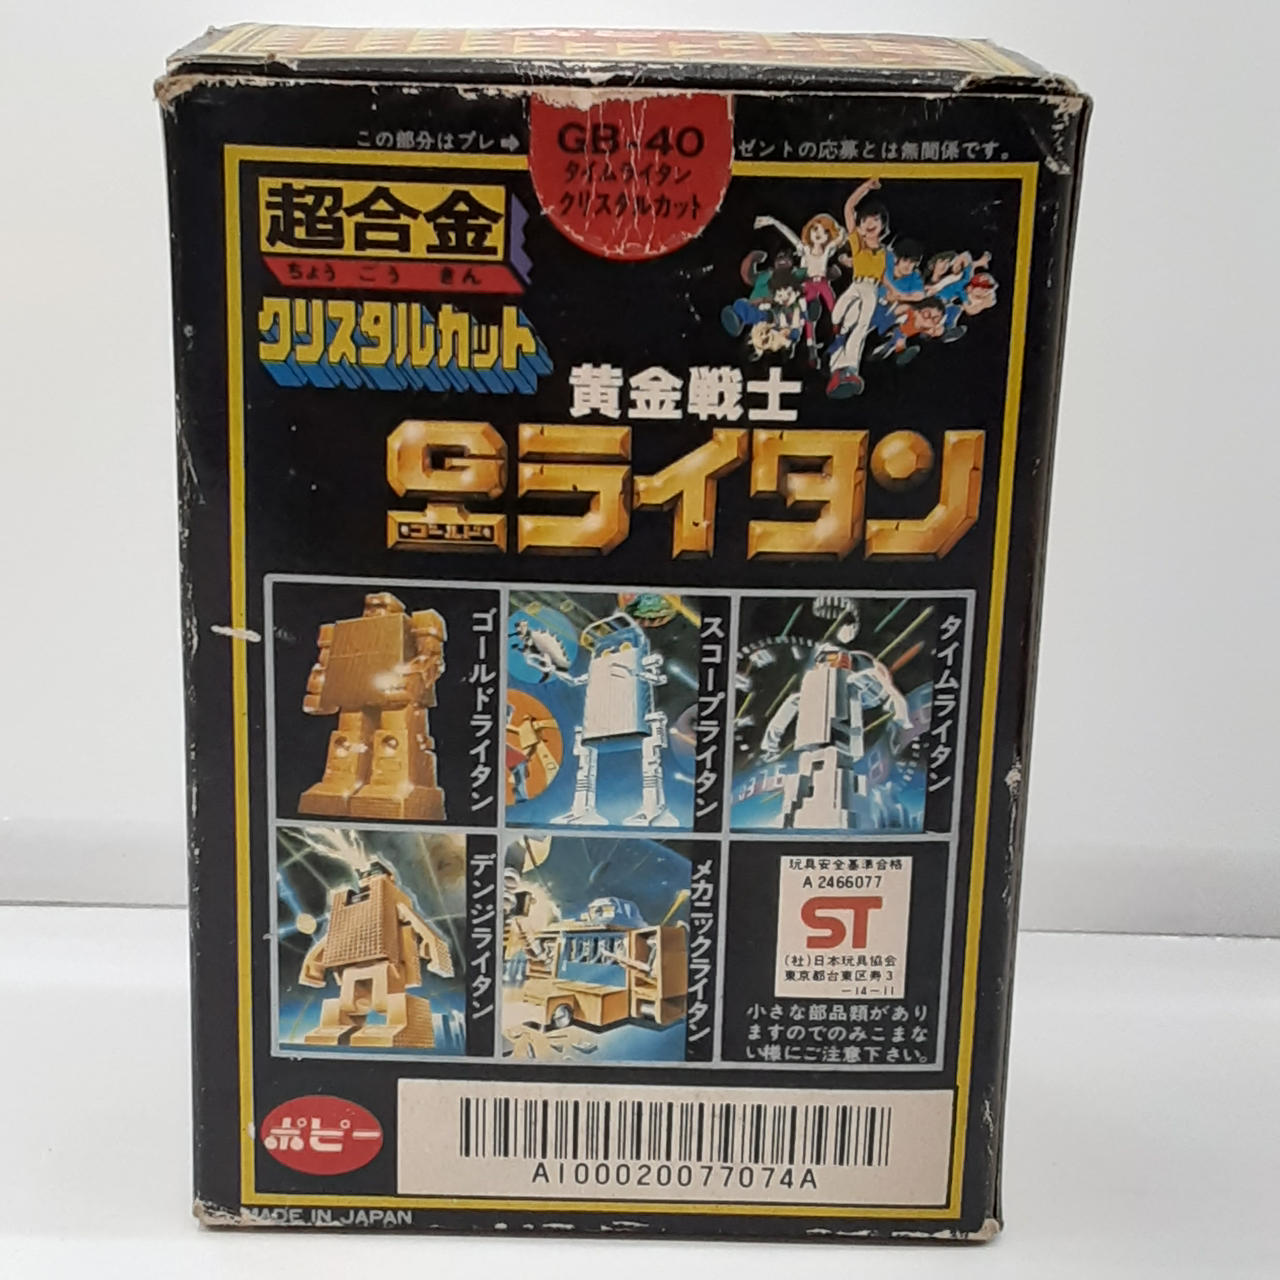 この部分はプレ➡
GB-40
タイムライタン
クリスタルカット
ゼントの応募とは無関係です。
超合金
ちょう ごう きん
クリスタルカット
黄金戦士
Gライタン
・ゴールド・
ゴールドライタン
スコープライタン
タイムライタン
デンジライタン
メカニックライタン
玩具安全基準合格
A 2466077
ST
(社)日本玩具協会
東京都台東区寿3
－14－11
小さな部品類があり
ますのでのみこまな
い様にご注意下さい。
ポピー
A100020077074A
MADE IN JAPAN